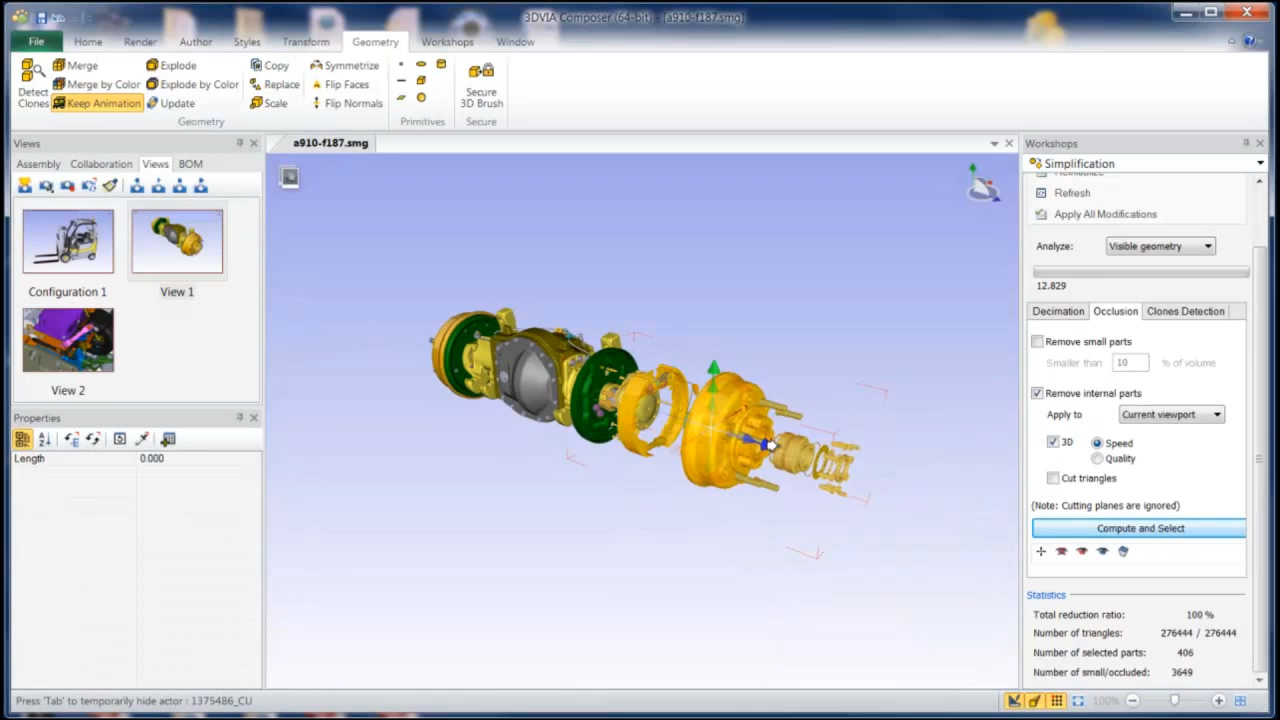 3DVIA Composer (64-bit) - [a910-f187.smg]
File Home Render Author Styles Transform Geometry Workshops Window
Detect Clones
Merge
Merge by Color
Keep Animation
Explode
Explode by Color
Update
Copy
Replace
Scale
Symmetrize
Flip Faces
Flip Normals
Geometry
Primitives
Secure 3D Brush
Secure
Views
Assembly Collaboration Views BOM
Configuration 1
View 1
View 2
Properties
Length 0.000
a910-f187.smg
Workshops
Simplification
Refresh
Apply All Modifications
Analyze: Visible geometry
12.829
Decimation Occlusion Clones Detection
Remove small parts
Smaller than 10 % of volume
Remove internal parts
Apply to Current viewport
3D Speed
Quality
Cut triangles
(Note: Cutting planes are ignored)
Compute and Select
Statistics
Total reduction ratio: 100 %
Number of triangles: 276444 / 276444
Number of selected parts: 406
Number of small/occluded: 3649
Press 'Tab' to temporarily hide actor : 1375486_CU
100%